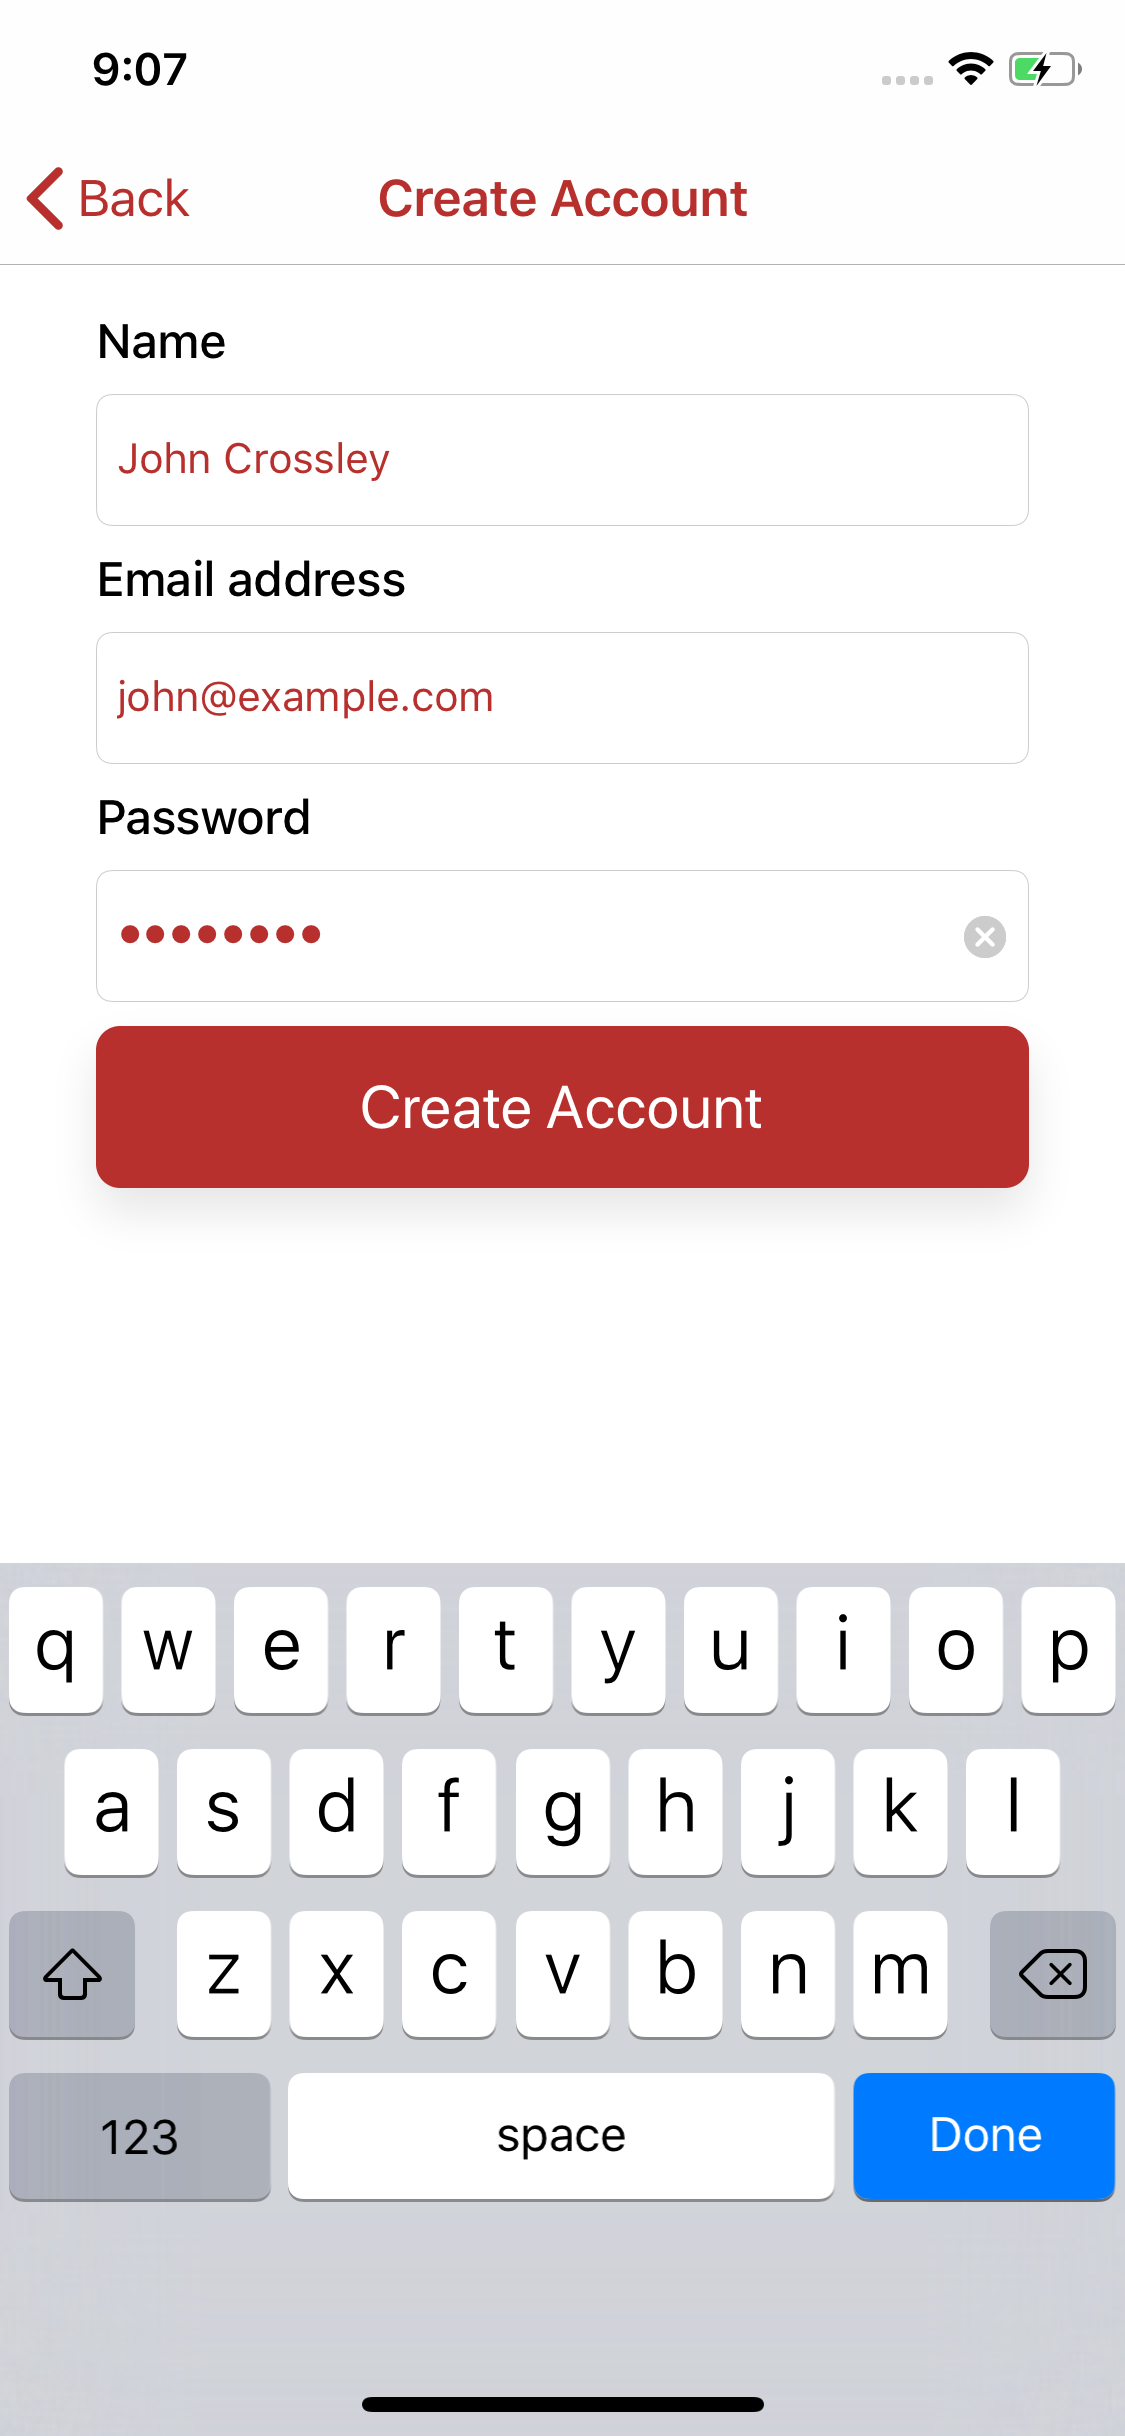 9:07
Back
Create Account
Name
John Crossley
Email address
john@example.com
Password
••••••••
Create Account
q w e r t y u i o p
a s d f g h j k l
z x c v b n m
123 space Done